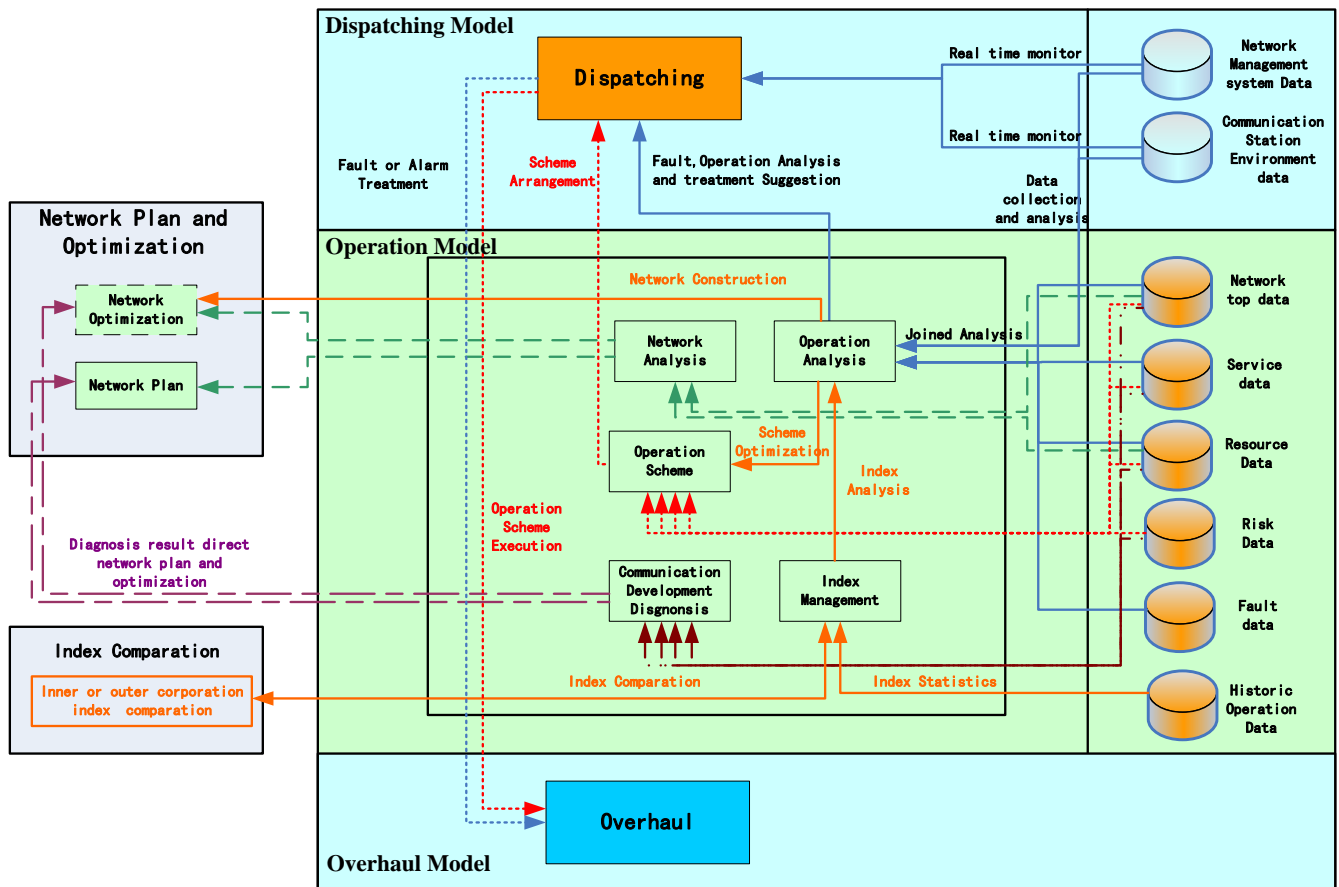 Dispatching Model
Dispatching
Real time monitor
Real time monitor
Network
Management
system Data
Communication
Station
Environment
data
Fault or Alarm
Treatment
Scheme
Arrangement
Fault,Operation Analysis
and treatment Suggestion
Data
collection
and analysis
Network Plan and
Optimization
Network
Optimization
Network Plan
Operation Model
Network Construction
Network
Analysis
Operation
Analysis
Joined Analysis
Network
top data
Service
data
Scheme
Optimization
Operation
Scheme
Index
Analysis
Resource
Data
Operation
Scheme
Execution
Risk
Data
Diagnosis result direct
network plan and
optimization
Communication
Development
Disgnonsis
Index
Management
Fault
data
Index Comparation
Inner or outer corporation
index comparation
Index Comparation
Index Statistics
Historic
Operation
Data
Overhaul
Overhaul Model